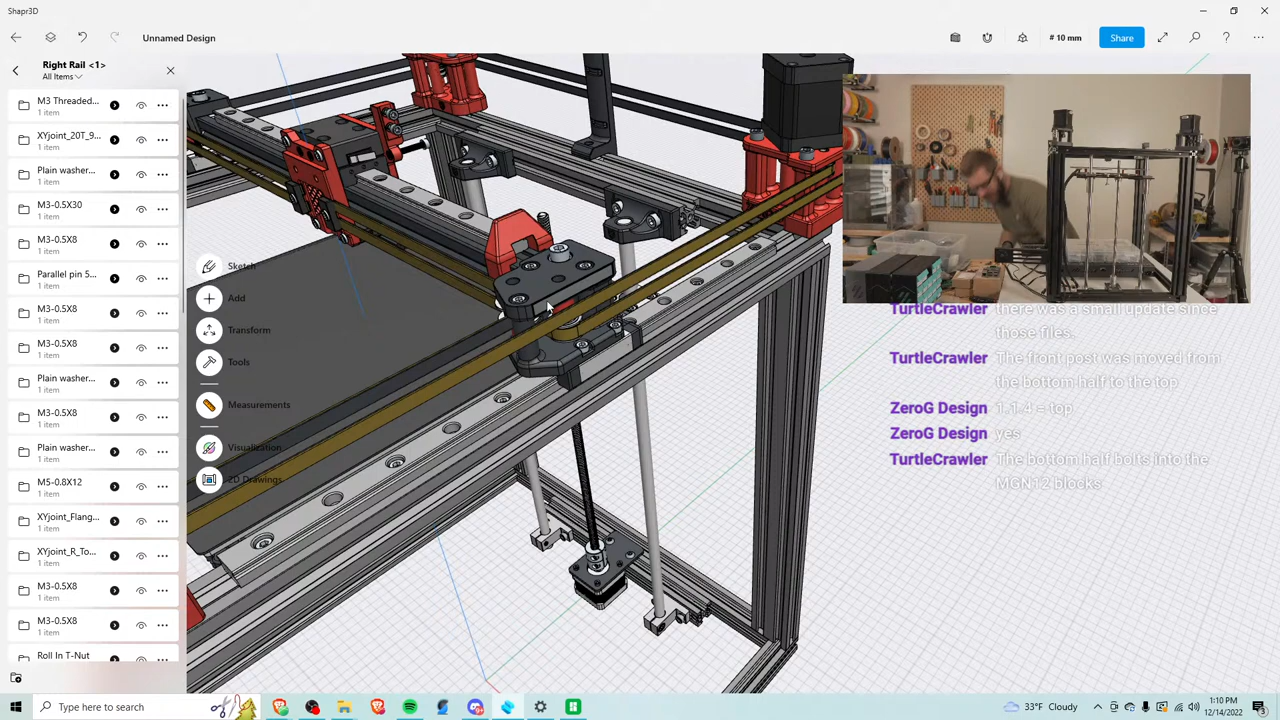 Shapr3D
Unnamed Design
# 10 mm
Share
Right Rail <1>
All Items
M3 Threaded...
1 item
XYjoint_20T_9...
1 item
Plain washer...
1 item
M3-0.5X30
1 item
M3-0.5X8
1 item
Parallel pin 5...
1 item
M3-0.5X8
1 item
M3-0.5X8
1 item
Plain washer...
1 item
M3-0.5X8
1 item
Plain washer...
1 item
M5-0.8X12
1 item
XYjoint_Flang...
1 item
XYjoint_R_To...
1 item
M3-0.5X8
1 item
M3-0.5X8
1 item
Roll In T-Nut
Sketch
Add
Transform
Tools
Measurements
Visualization
2D Drawings
TurtleCrawler there was a small update since
those files.
TurtleCrawler The front post was moved from
the bottom half to the top
ZeroG Design 1.1.4 = top
ZeroG Design yes
TurtleCrawler The bottom half bolts into the
MGN12 blocks
Type here to search
33°F Cloudy
1:10 PM
12/14/2022